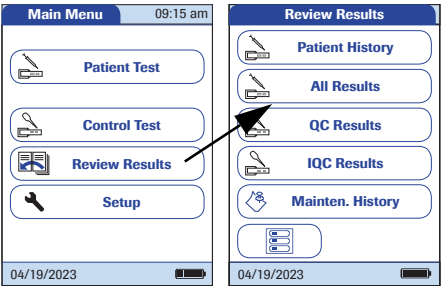 Main Menu
09:15 am
Patient Test
Control Test
Review Results
Setup
04/19/2023
Review Results
Patient History
All Results
QC Results
IQC Results
Mainten. History
04/19/2023